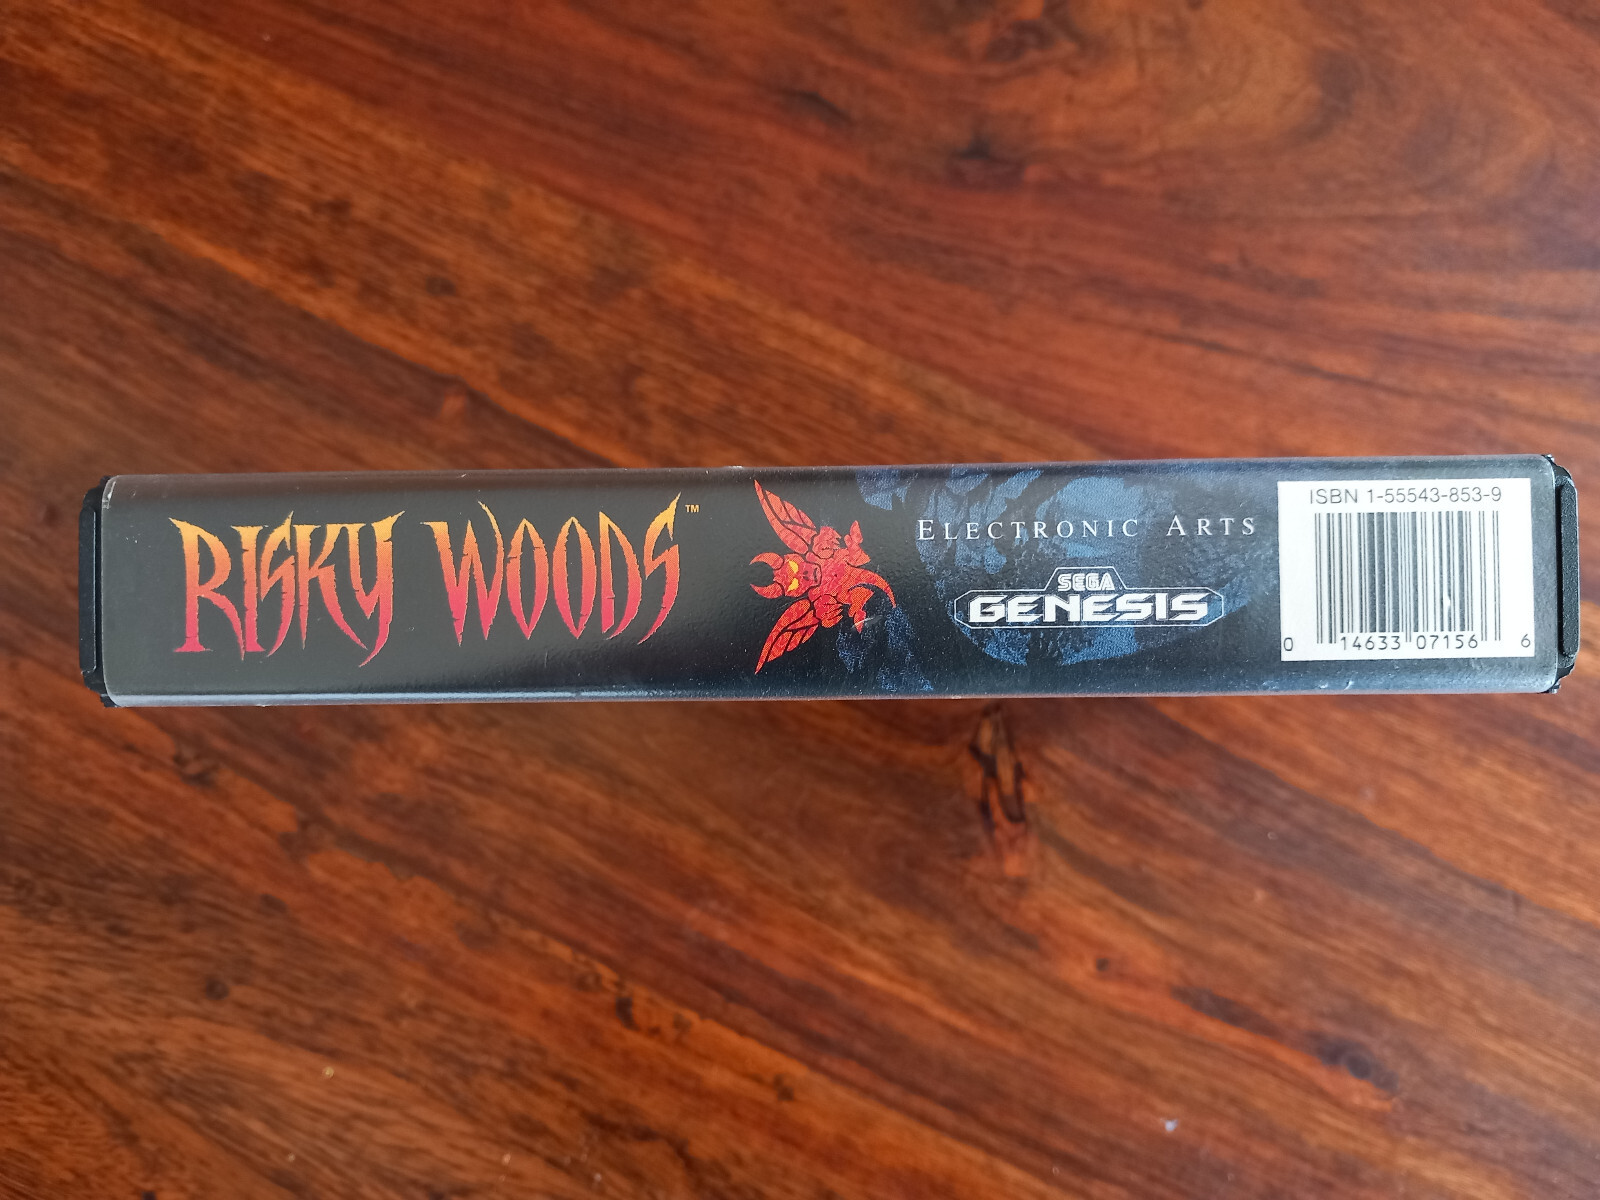 RISKY WOODS™
ELECTRONIC ARTS
SEGA
GENESIS
ISBN 1-55543-853-9
0 14633 07156 6